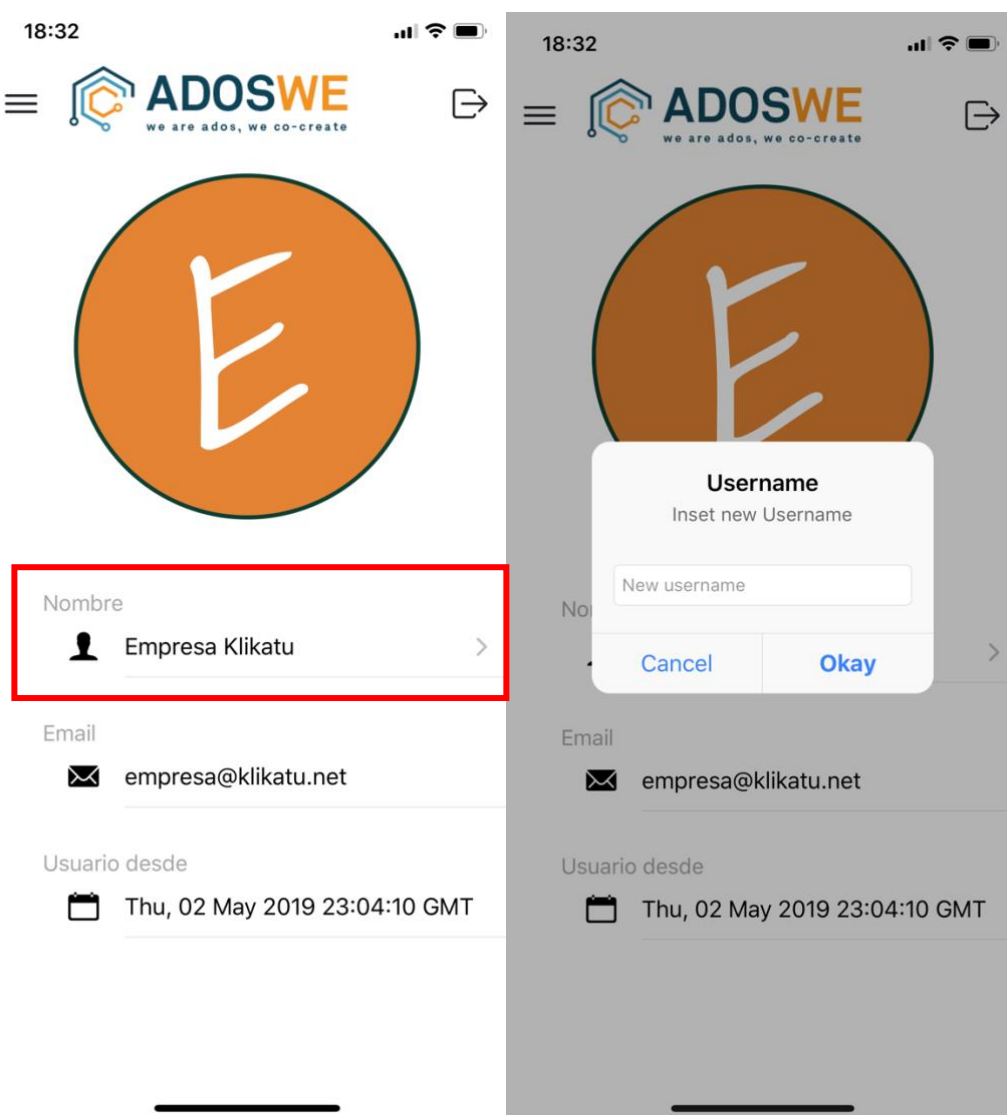 18:32
ADOSWE
we are ados, we co-create
E
Nombre
Empresa Klikatu
Email
empresa@klikatu.net
Usuario desde
Thu, 02 May 2019 23:04:10 GMT
18:32
ADOSWE
we are ados, we co-create
Username
Inset new Username
New username
No
Cancel
Okay
Email
empresa@klikatu.net
Usuario desde
Thu, 02 May 2019 23:04:10 GMT